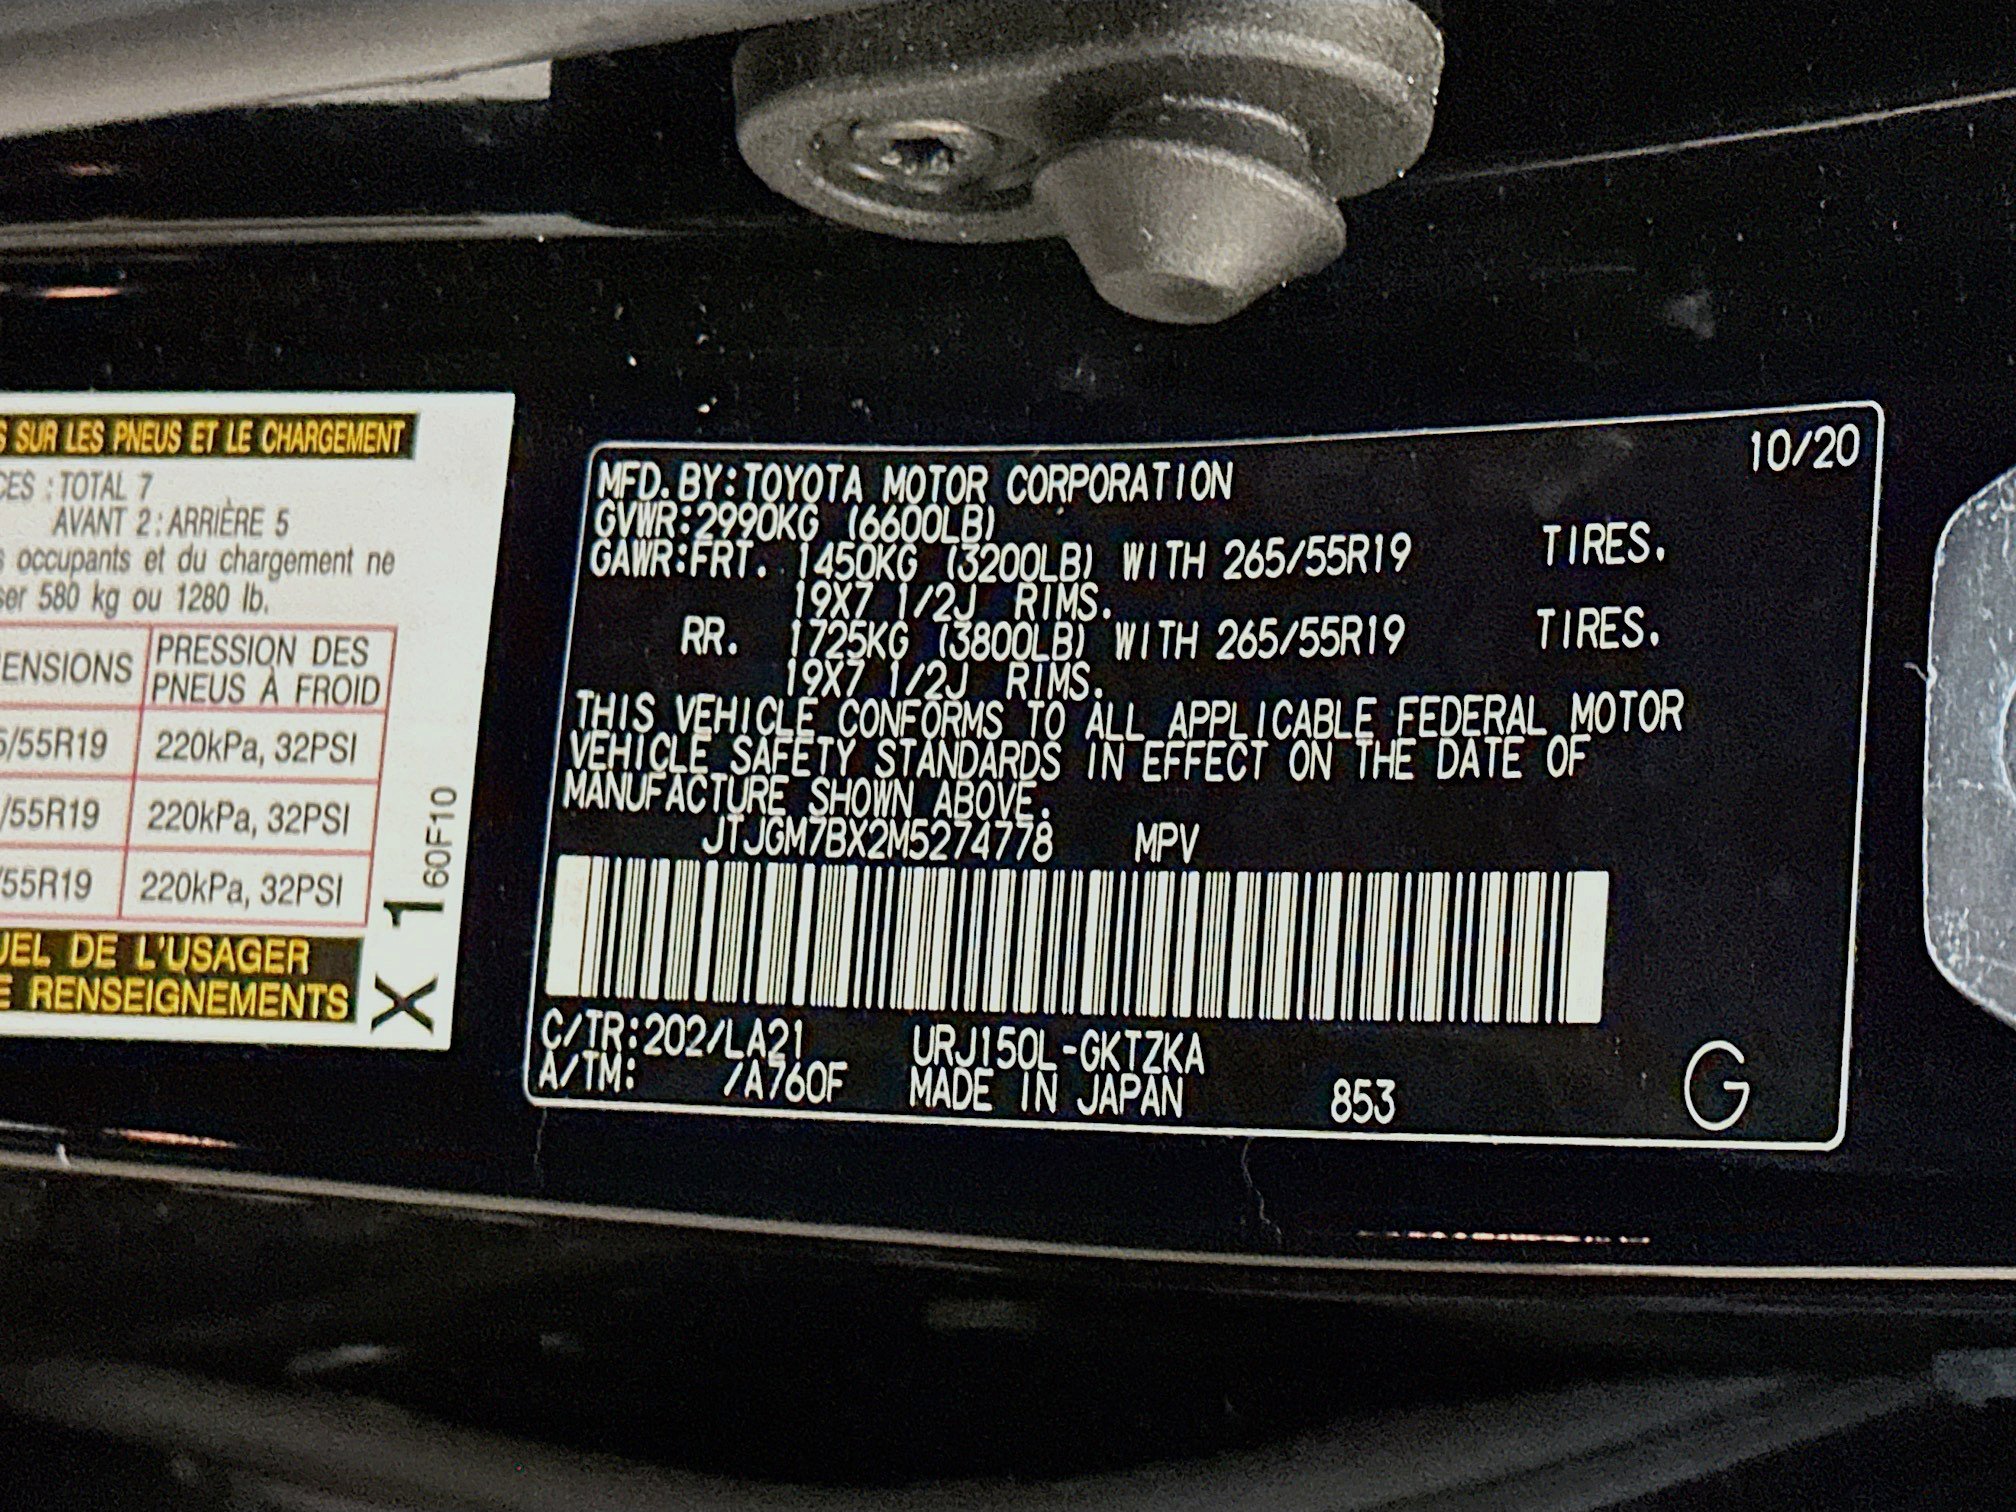 SUR LES PNEUS ET LE CHARGEMENT
: TOTAL 7
AVANT 2 : ARRIÈRE 5
occupants et du chargement ne
580 kg ou 1280 lb.
PRESSION DES
PNEUS À FROID
/55R19 220kPa, 32PSI
/55R19 220kPa, 32PSI
/55R19 220kPa, 32PSI
DE L'USAGER
RENSEIGNEMENTS
X 1 60F10
10/20
MFD. BY:TOYOTA MOTOR CORPORATION
GVWR:2990KG (6600LB)
GAWR:FRT. 1450KG (3200LB) WITH 265/55R19 TIRES.
19X7 1/2J RIMS.
RR. 1725KG (3800LB) WITH 265/55R19 TIRES.
19X7 1/2J RIMS.
THIS VEHICLE CONFORMS TO ALL APPLICABLE FEDERAL MOTOR
VEHICLE SAFETY STANDARDS IN EFFECT ON THE DATE OF
MANUFACTURE SHOWN ABOVE.
JTJGM7BX2M5274778 MPV
C/TR:202/LA21 URJ150L-GKTZKA
A/TM: /A760F MADE IN JAPAN 853 G